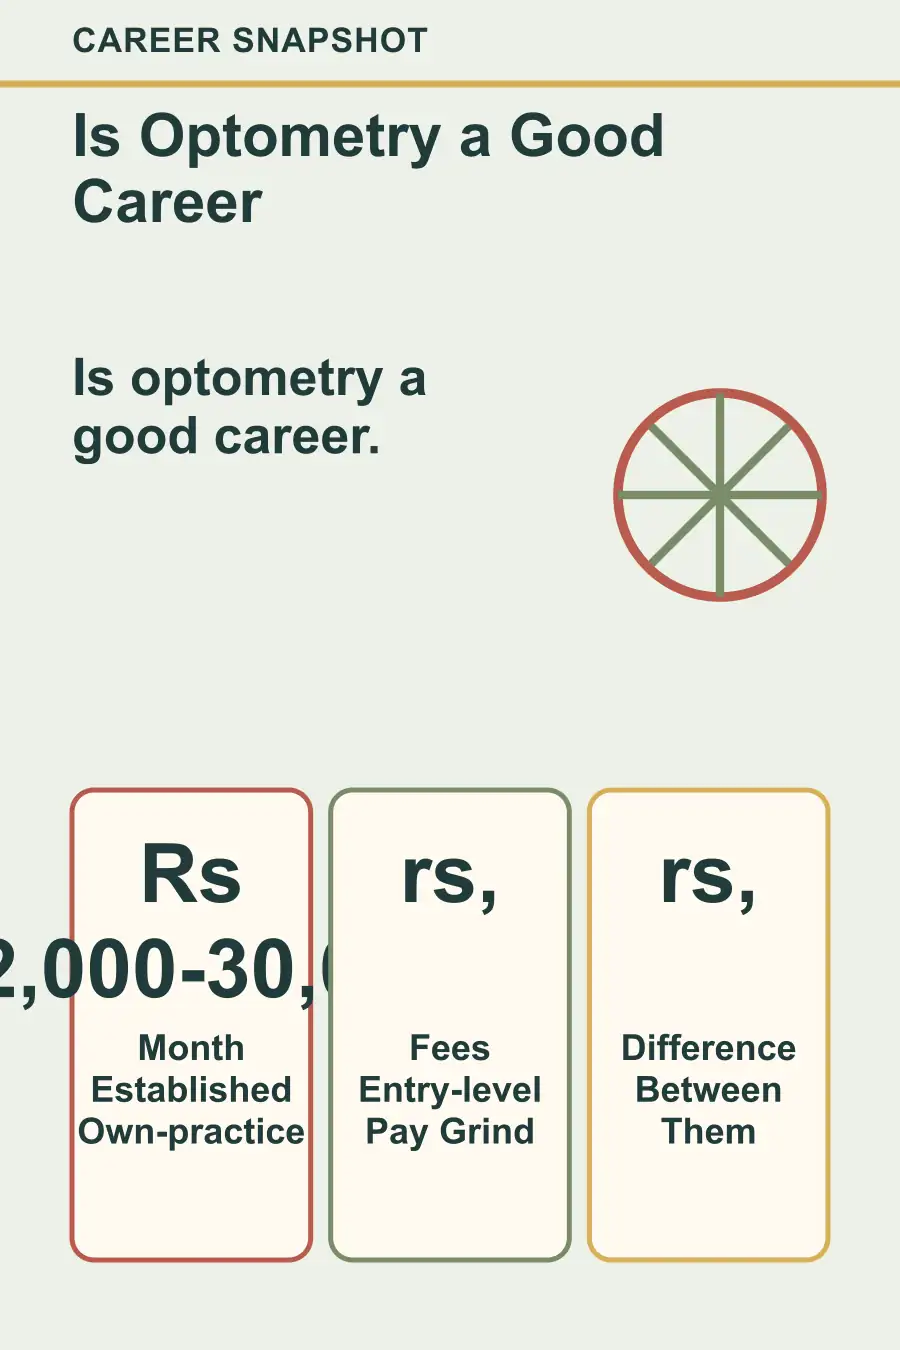 CAREER SNAPSHOT
Is Optometry a Good
Career
Is optometry a
good career.
Rs
2,000-30,
Month
Established
Own-practice
rs,
Fees
Entry-level
Pay Grind
rs,
Difference
Between
Them